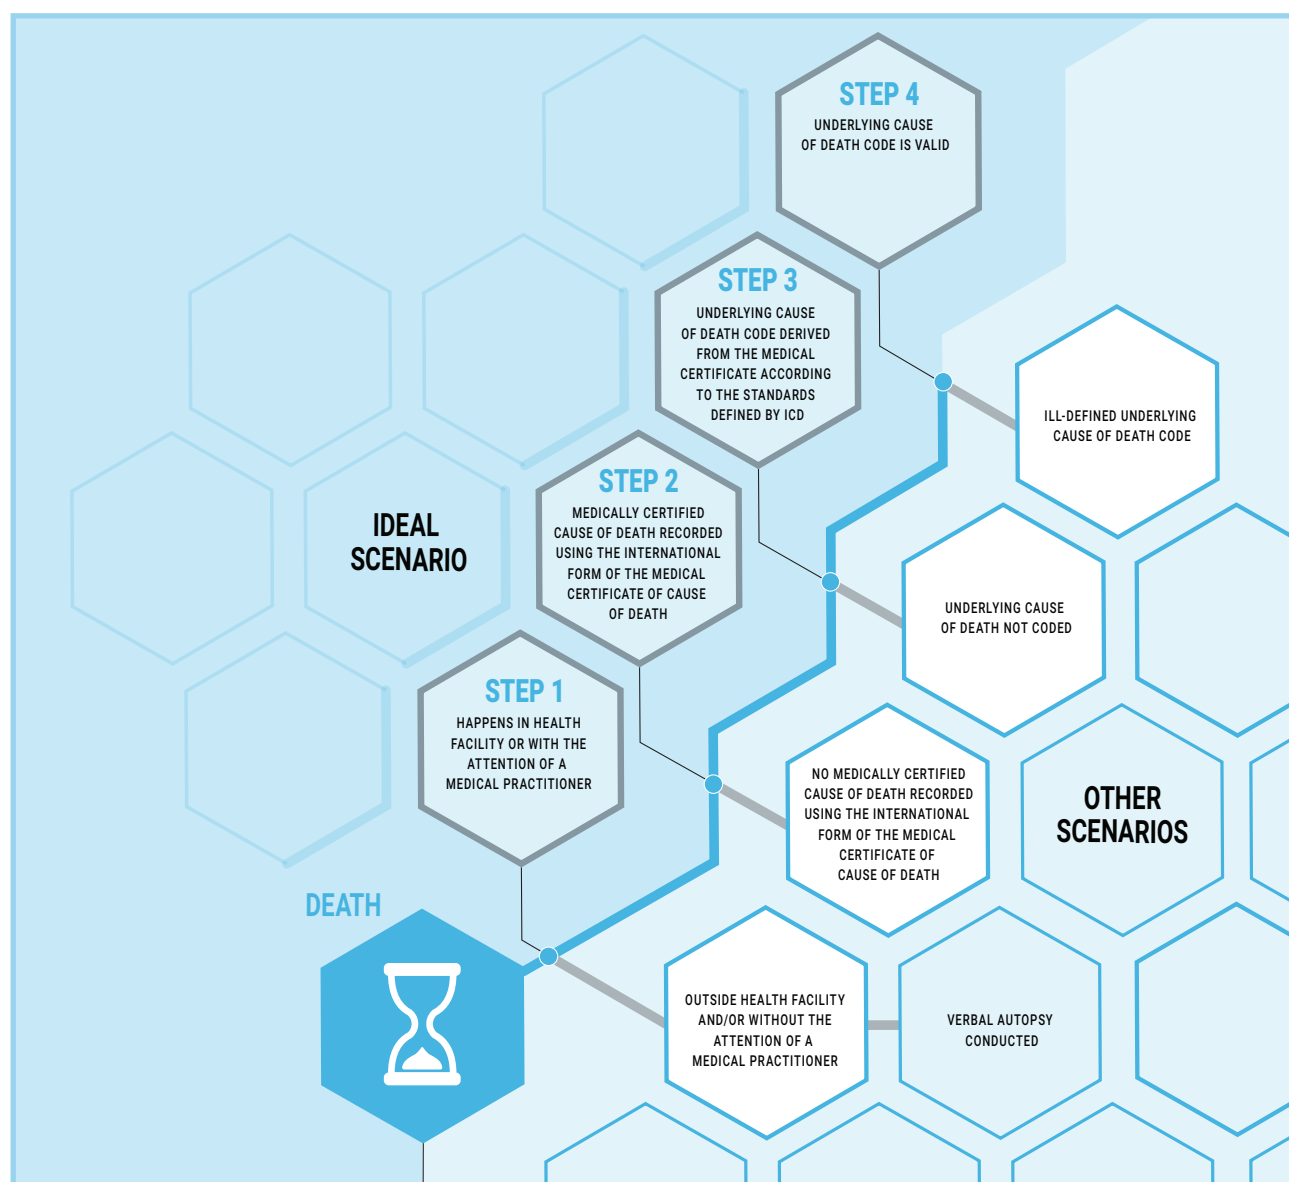 STEP 4
UNDERLYING CAUSE
OF DEATH CODE IS VALID
STEP 3
UNDERLYING CAUSE
OF DEATH CODE DERIVED
FROM THE MEDICAL
CERTIFICATE ACCORDING
TO THE STANDARDS
DEFINED BY ICD
ILL-DEFINED UNDERLYING
CAUSE OF DEATH CODE
STEP 2
MEDICALLY CERTIFIED
CAUSE OF DEATH RECORDED
USING THE INTERNATIONAL
FORM OF THE MEDICAL
CERTIFICATE OF CAUSE
OF DEATH
IDEAL
SCENARIO
UNDERLYING CAUSE
OF DEATH NOT CODED
STEP 1
HAPPENS IN HEALTH
FACILITY OR WITH THE
ATTENTION OF A
MEDICAL PRACTITIONER
NO MEDICALLY CERTIFIED
CAUSE OF DEATH RECORDED
USING THE INTERNATIONAL
FORM OF THE MEDICAL
CERTIFICATE OF
CAUSE OF DEATH
OTHER
SCENARIOS
DEATH
OUTSIDE HEALTH FACILITY
AND/OR WITHOUT THE
ATTENTION OF A
MEDICAL PRACTITIONER
VERBAL AUTOPSY
CONDUCTED